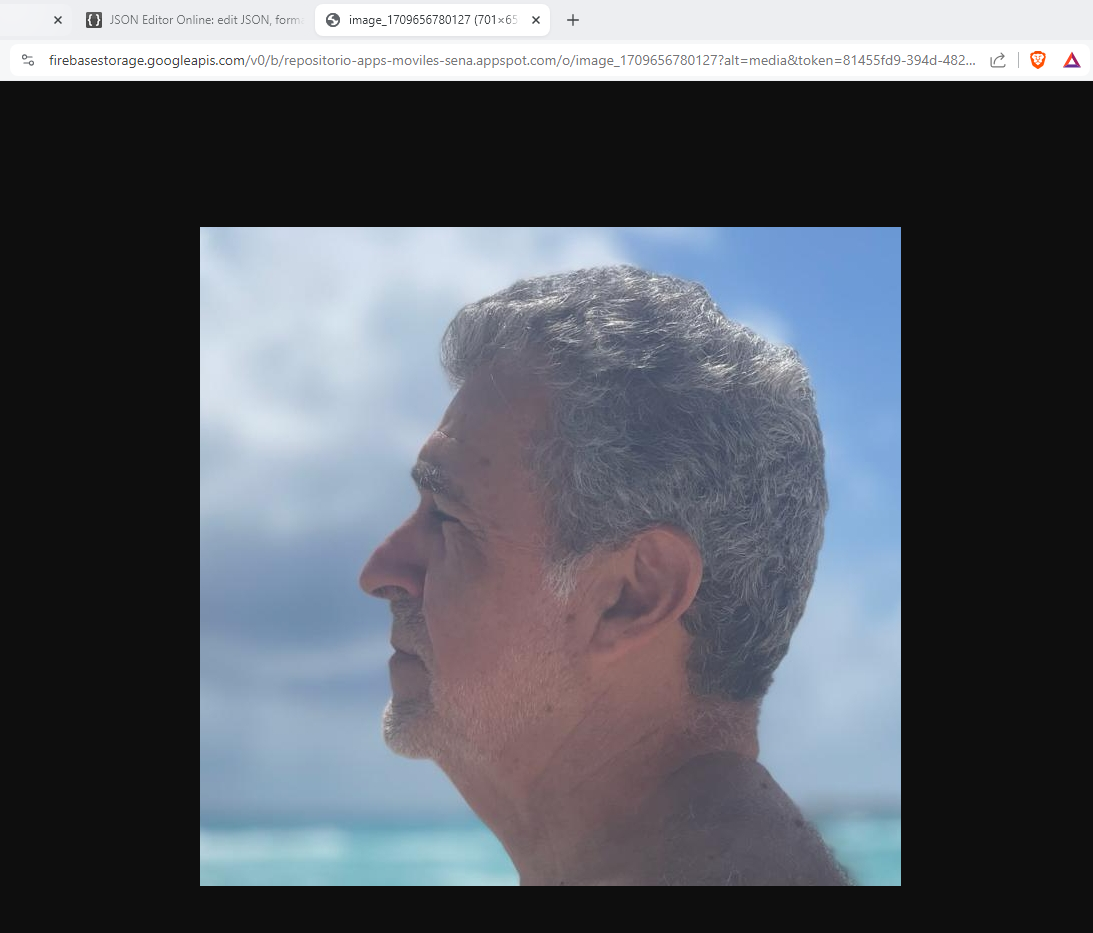 JSON Editor Online: edit JSON, form
image_1709656780127 (701×65
firebasestorage.googleapis.com/v0/b/repositorio-apps-moviles-sena.appspot.com/o/image_1709656780127?alt=media&token=81455fd9-394d-482...